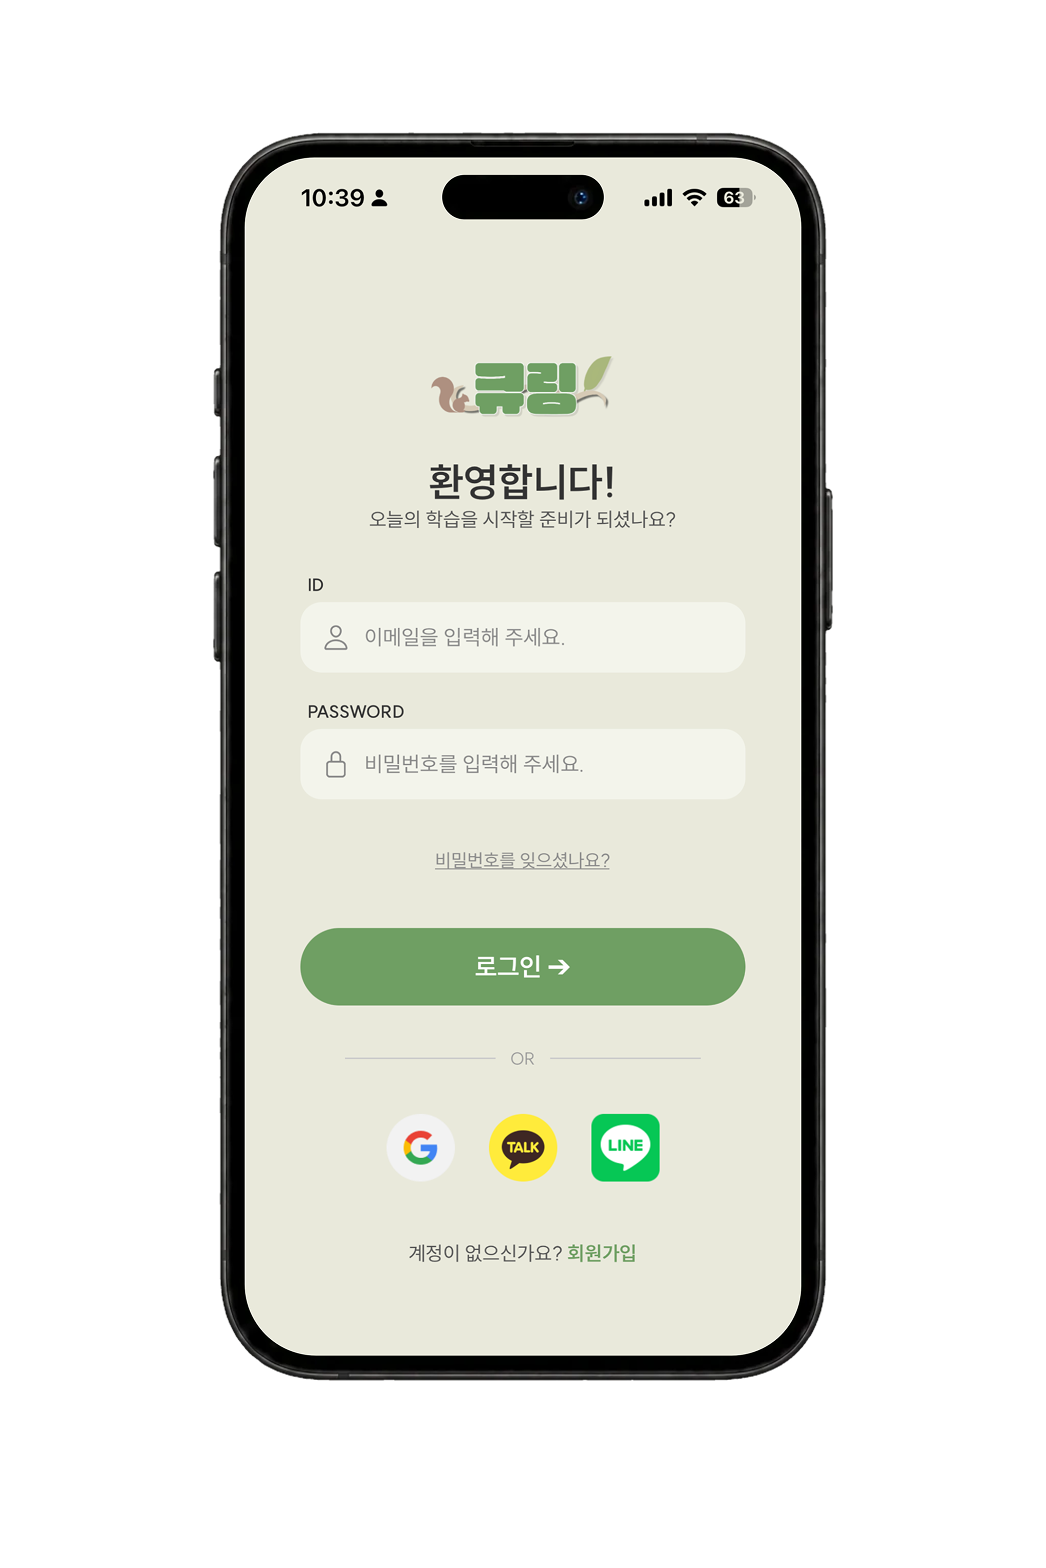 10:39
63
큐링
환영합니다!
오늘의 학습을 시작할 준비가 되셨나요?
ID
이메일을 입력해 주세요.
PASSWORD
비밀번호를 입력해 주세요.
비밀번호를 잊으셨나요?
로그인 →
OR
G TALK LINE
계정이 없으신가요? 회원가입